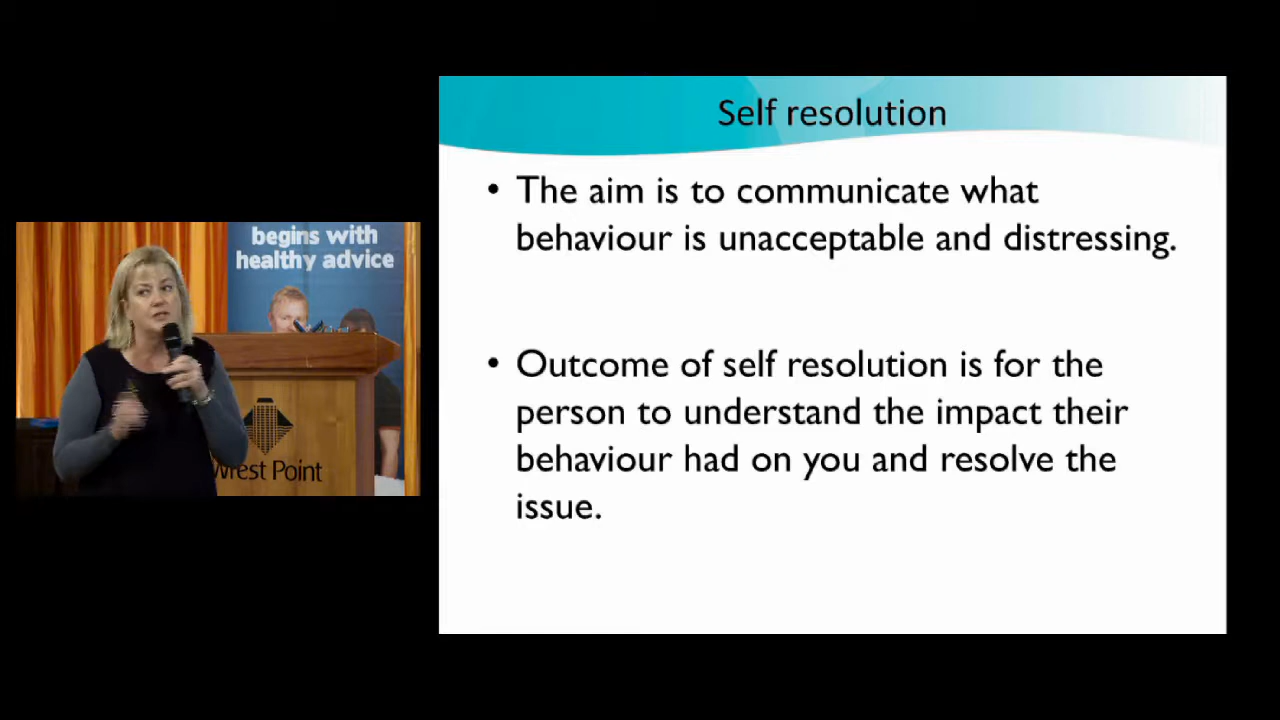 begins with
healthy advice
Wrest Point
Self resolution
• The aim is to communicate what
behaviour is unacceptable and distressing.
• Outcome of self resolution is for the
person to understand the impact their
behaviour had on you and resolve the
issue.